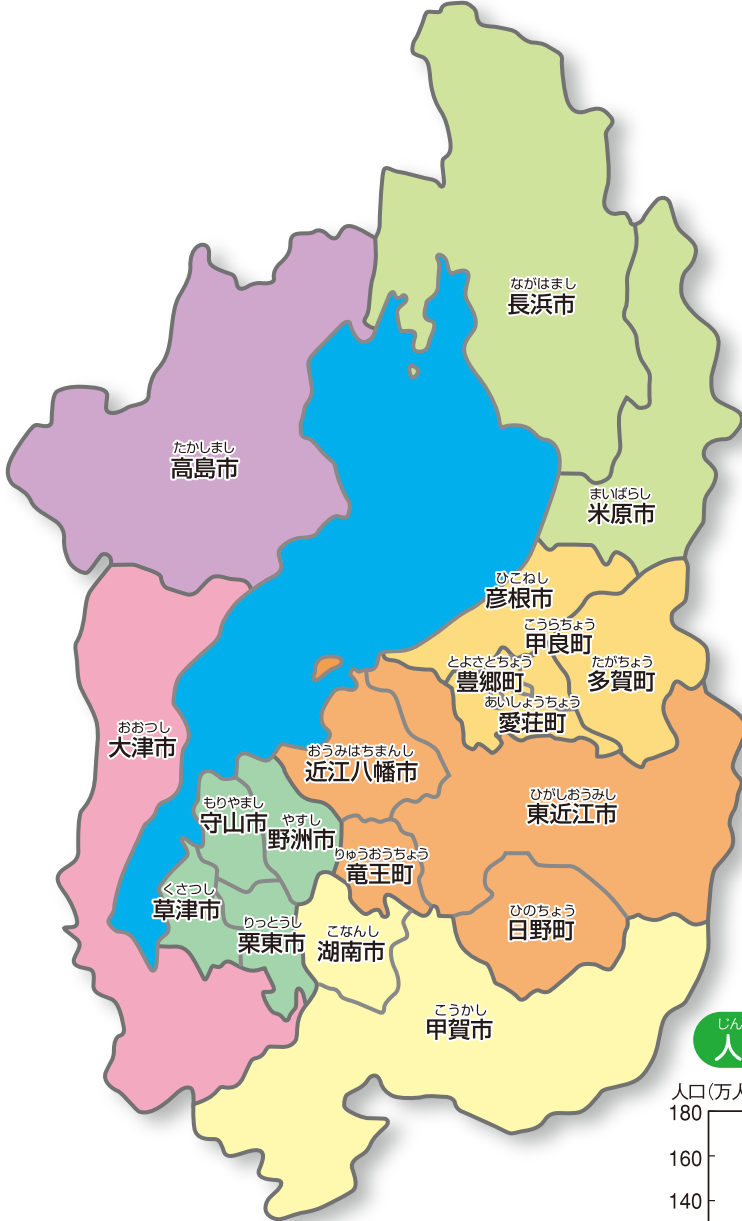 ながはまし
長浜市
たかしまし
高島市
まいばらし
米原市
ひこねし
彦根市
こうらちょう
甲良町
とよさとちょう
豊郷町
たがちょう
多賀町
あいしょうちょう
愛荘町
おおつし
大津市
おうみはちまんし
近江八幡市
ひがしおうみし
東近江市
もりやまし
守山市
やすし
野洲市
りゅうおうちょう
竜王町
くさつし
草津市
りっとうし
栗東市
こなんし
湖南市
ひのちょう
日野町
こうかし
甲賀市
じん
人
人口(万人
180
160
140